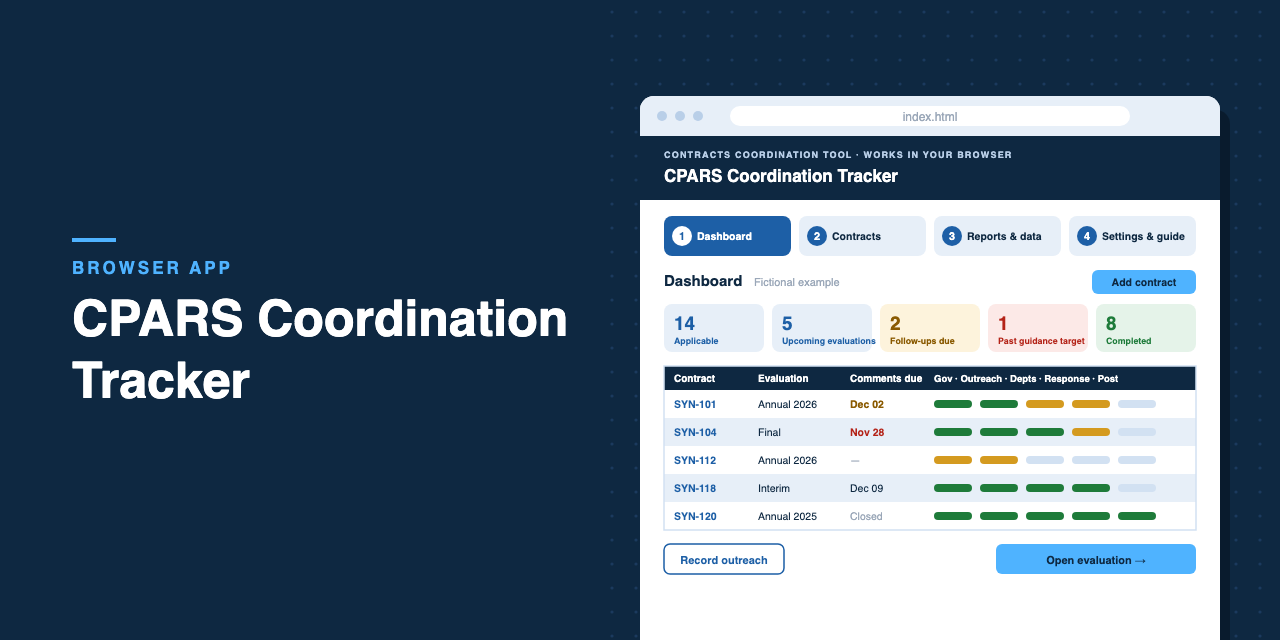 BROWSER APP
CPARS Coordination
Tracker
index.html
CONTRACTS COORDINATION TOOL · WORKS IN YOUR BROWSER
CPARS Coordination Tracker
1 Dashboard
2 Contracts
3 Reports & data
4 Settings & guide
Dashboard Fictional example
Add contract
14
Applicable
5
Upcoming evaluations
2
Follow-ups due
1
Past guidance target
8
Completed
Contract Evaluation Comments due Gov · Outreach · Depts · Response · Post
SYN-101 Annual 2026 Dec 02
SYN-104 Final Nov 28
SYN-112 Annual 2026 —
SYN-118 Interim Dec 09
SYN-120 Annual 2025 Closed
Record outreach
Open evaluation →